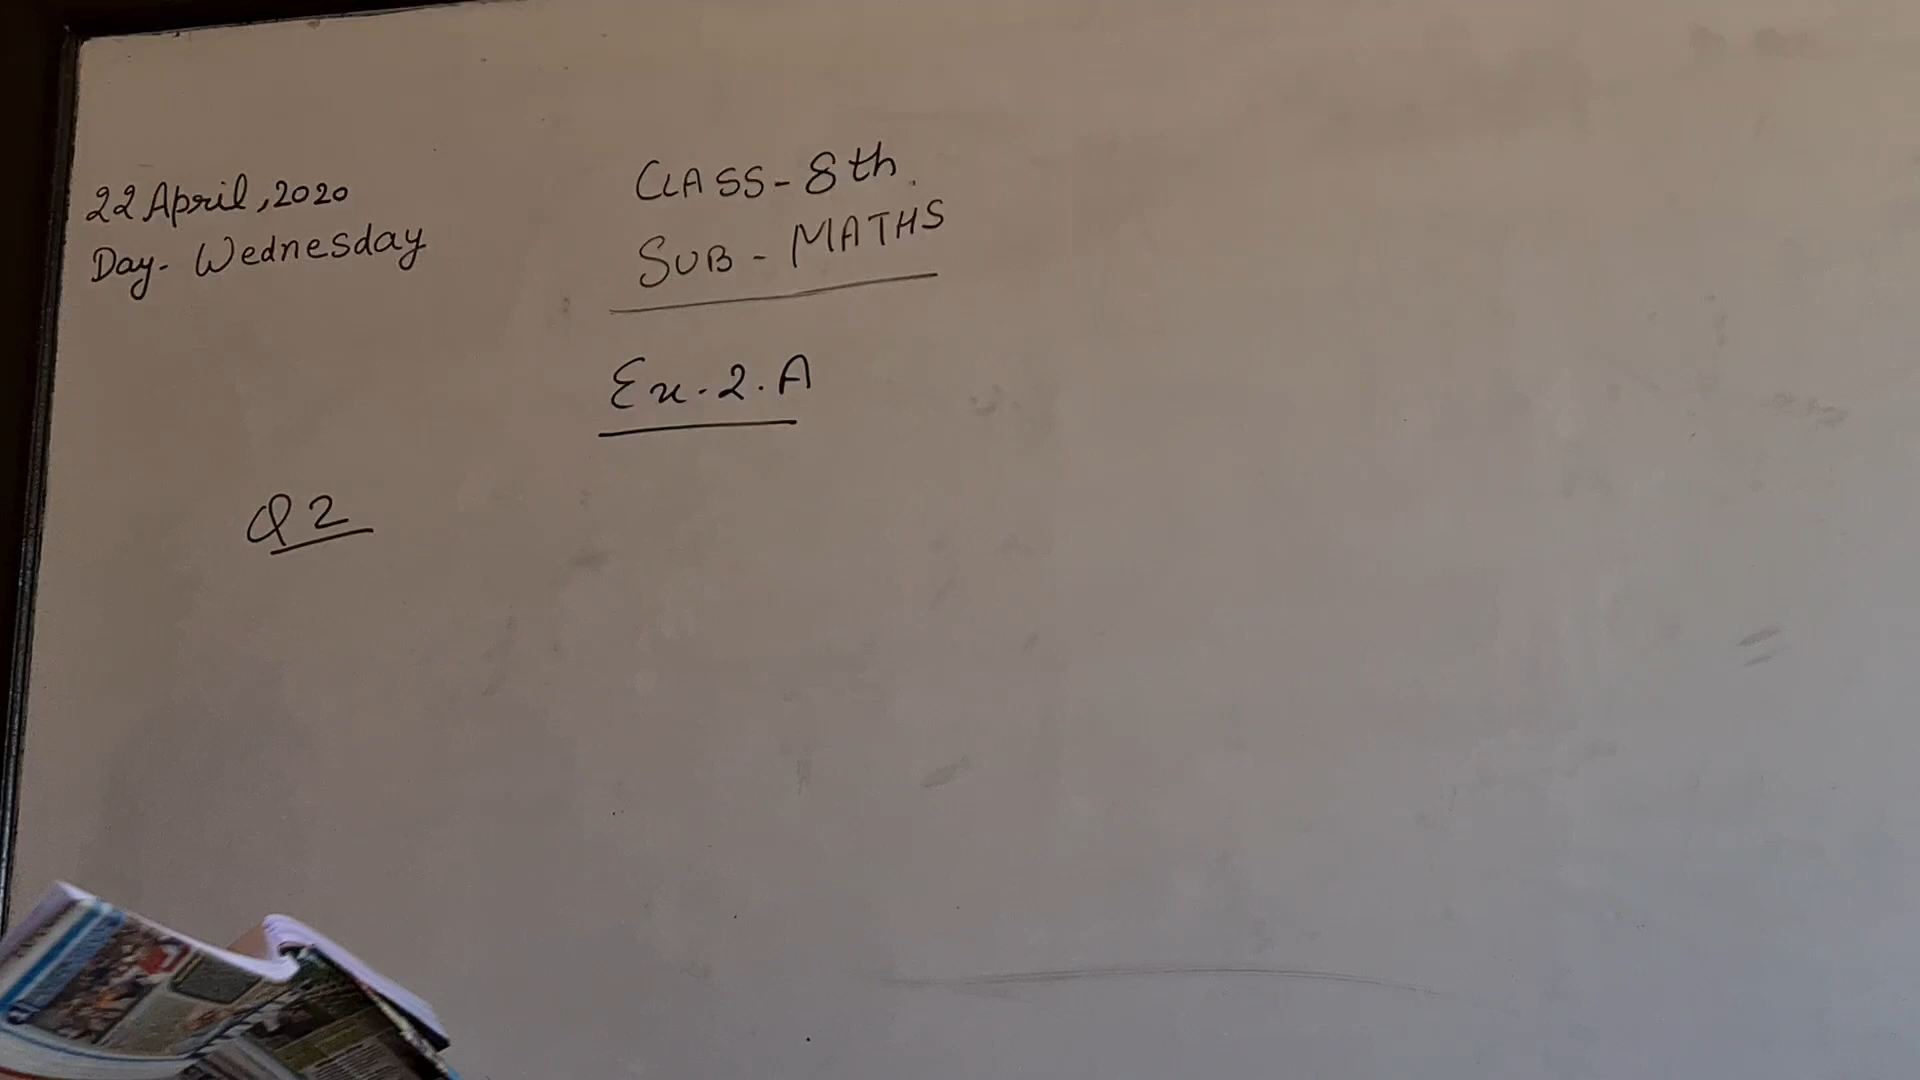 22 April, 2020
Day- Wednesday
CLASS - 8th.
SUB - MATHS
Ex. 2. A
Q 2